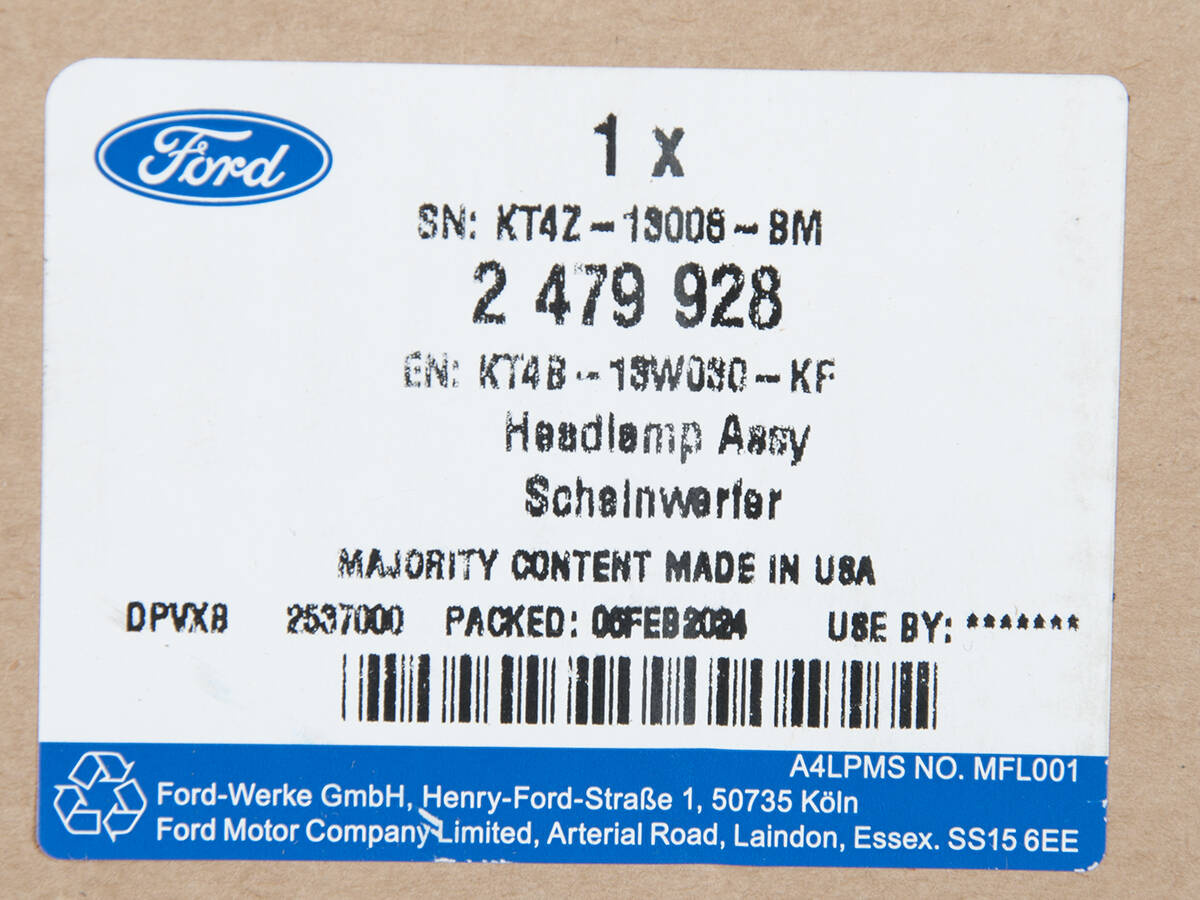 Ford
1 x
SN: KT4Z-13008-BM
2 479 928
EN: KT4B-13W030-KF
Headlamp Assy
Scheinwerfer
MAJORITY CONTENT MADE IN USA
DPVXB 2537000 PACKED: 06FEB2024 USE BY: *******
A4LPMS NO. MFL001
Ford-Werke GmbH, Henry-Ford-Straße 1, 50735 Köln
Ford Motor Company Limited, Arterial Road, Laindon, Essex. SS15 6EE